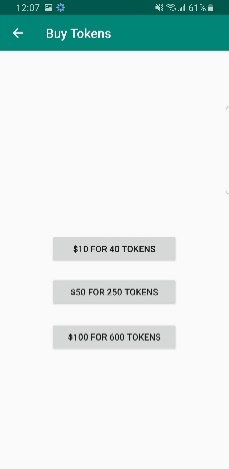 12:07 61%
Buy Tokens
$10 FOR 40 TOKENS
$50 FOR 250 TOKENS
$100 FOR 600 TOKENS